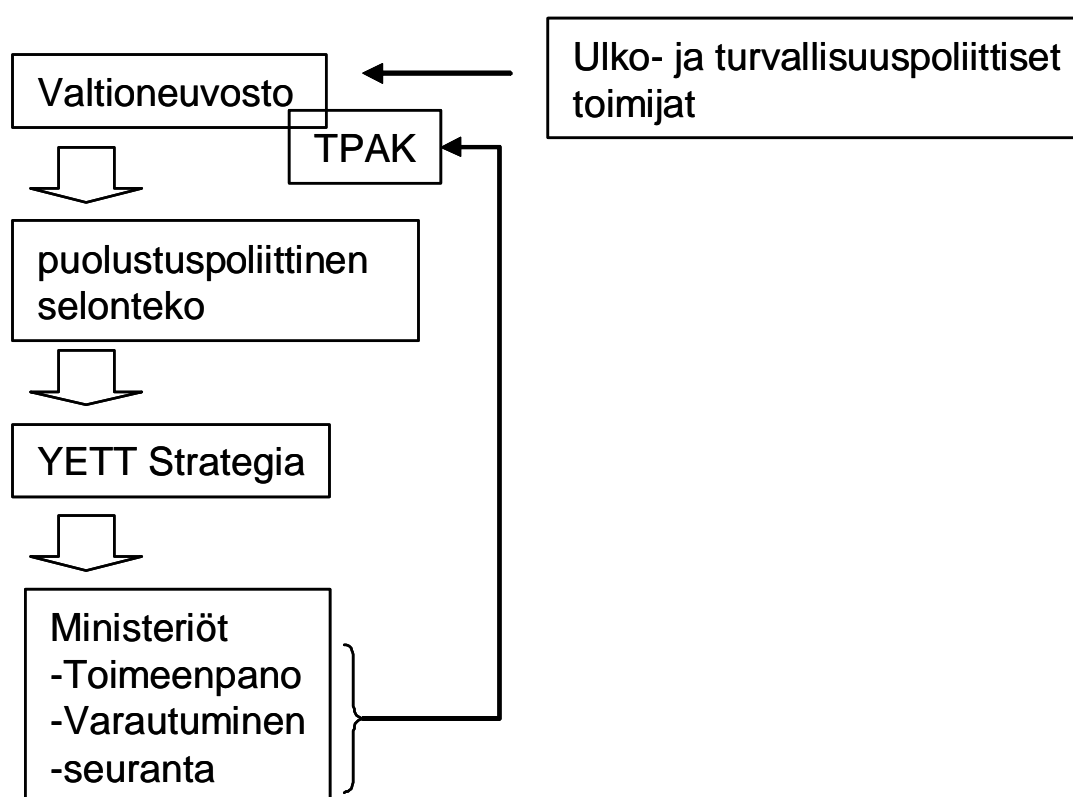 Valtioneuvosto
TPAK
Ulko- ja turvallisuuspoliittiset
toimijat
puolustuspoliittinen
selonteko
YETT Strategia
Ministeriöt
-Toimeenpano
-Varautuminen
-seuranta